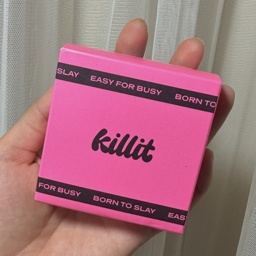 SLAY EASY FOR BUSY BORN TO
killit
FOR BUSY BORN TO SLAY EAS